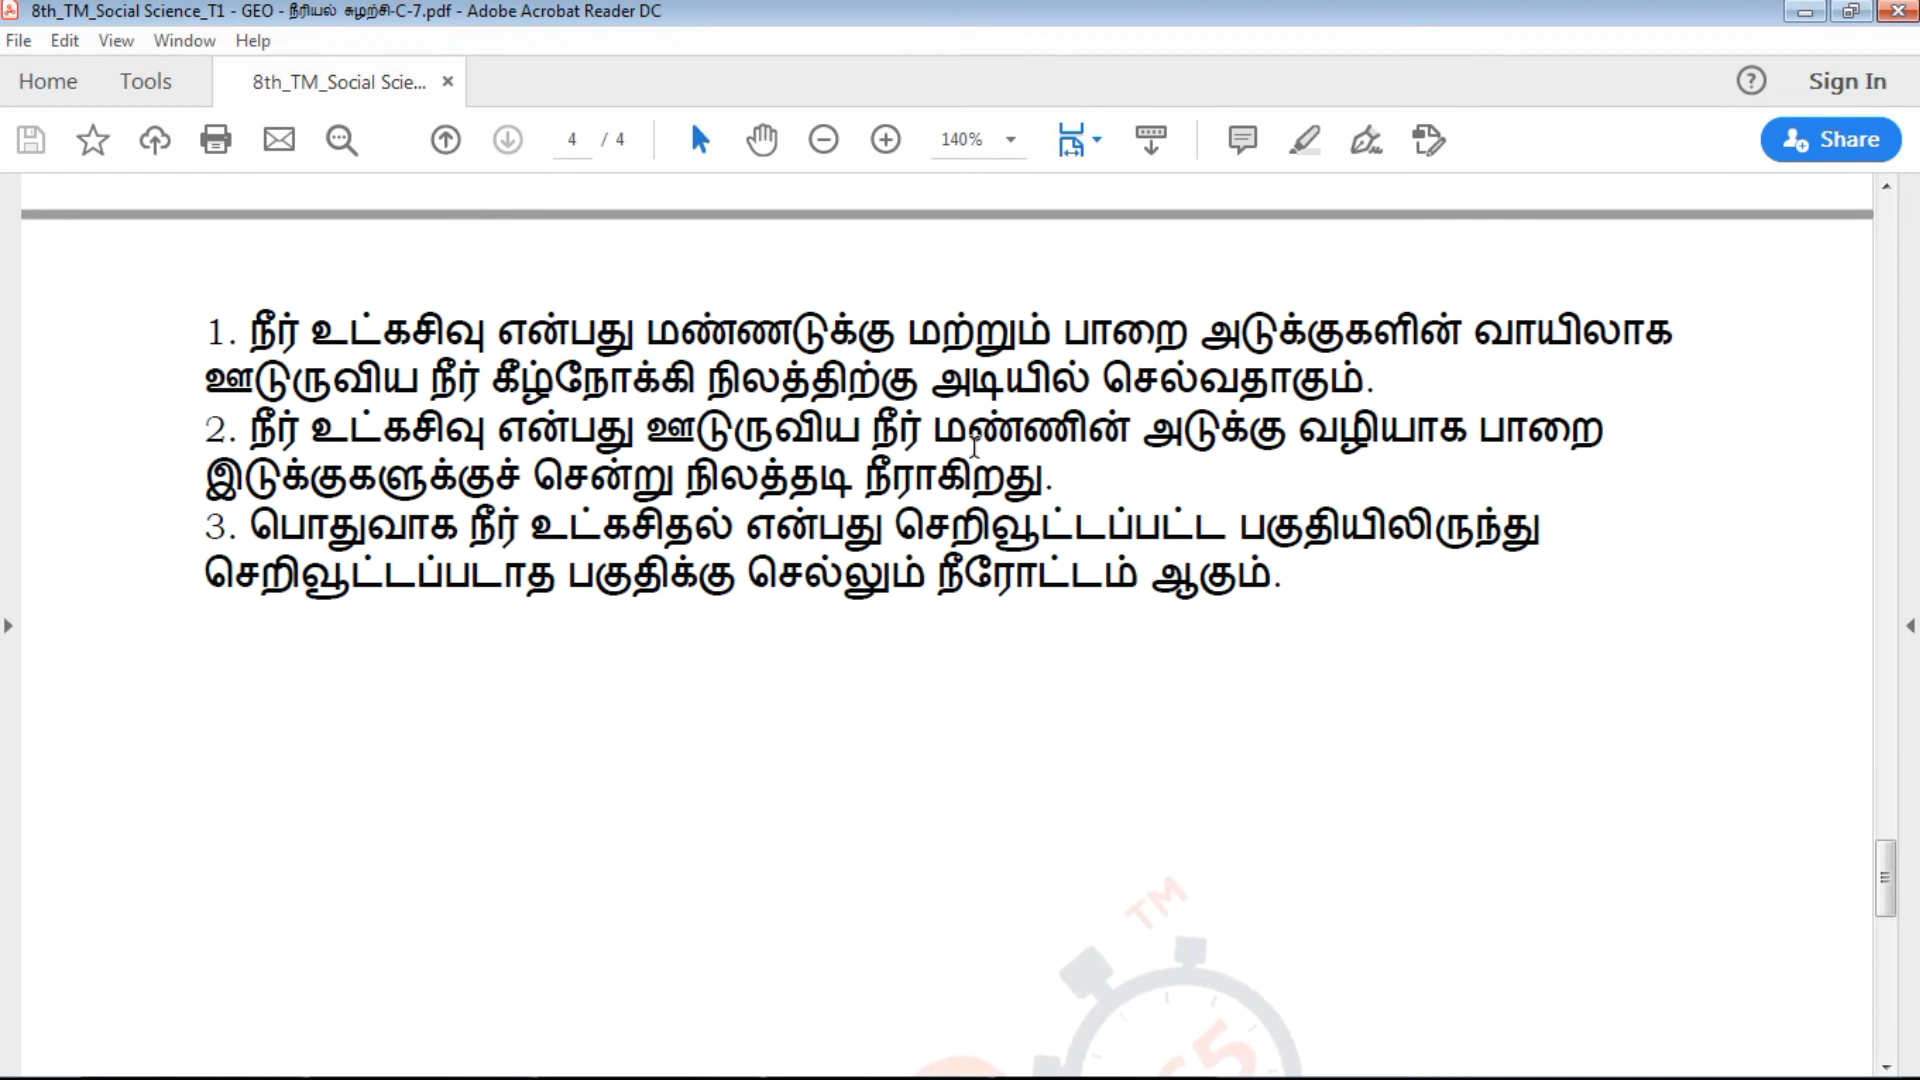 8th_TM_Social Science_T1 - GEO - நீரியல் சுழற்சி-C-7.pdf - Adobe Acrobat Reader DC
File Edit View Window Help
Home Tools 8th_TM_Social Scie... × ? Sign In
4 / 4 140% Share
1. நீர் உட்கசிவு என்பது மண்ணடுக்கு மற்றும் பாறை அடுக்குகளின் வாயிலாக
ஊடுருவிய நீர் கீழ்நோக்கி நிலத்திற்கு அடியில் செல்வதாகும்.
2. நீர் உட்கசிவு என்பது ஊடுருவிய நீர் மண்ணின் அடுக்கு வழியாக பாறை
இடுக்குகளுக்குச் சென்று நிலத்தடி நீராகிறது.
3. பொதுவாக நீர் உட்கசிதல் என்பது செறிவூட்டப்பட்ட பகுதியிலிருந்து
செறிவூட்டப்படாத பகுதிக்கு செல்லும் நீரோட்டம் ஆகும்.
TM